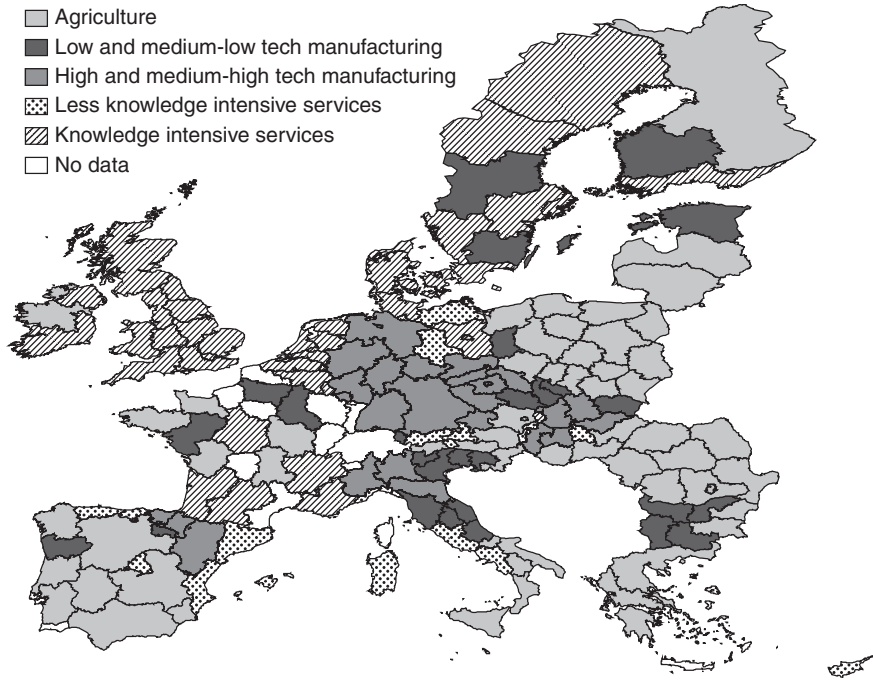 Agriculture
Low and medium-low tech manufacturing
High and medium-high tech manufacturing
Less knowledge intensive services
Knowledge intensive services
No data